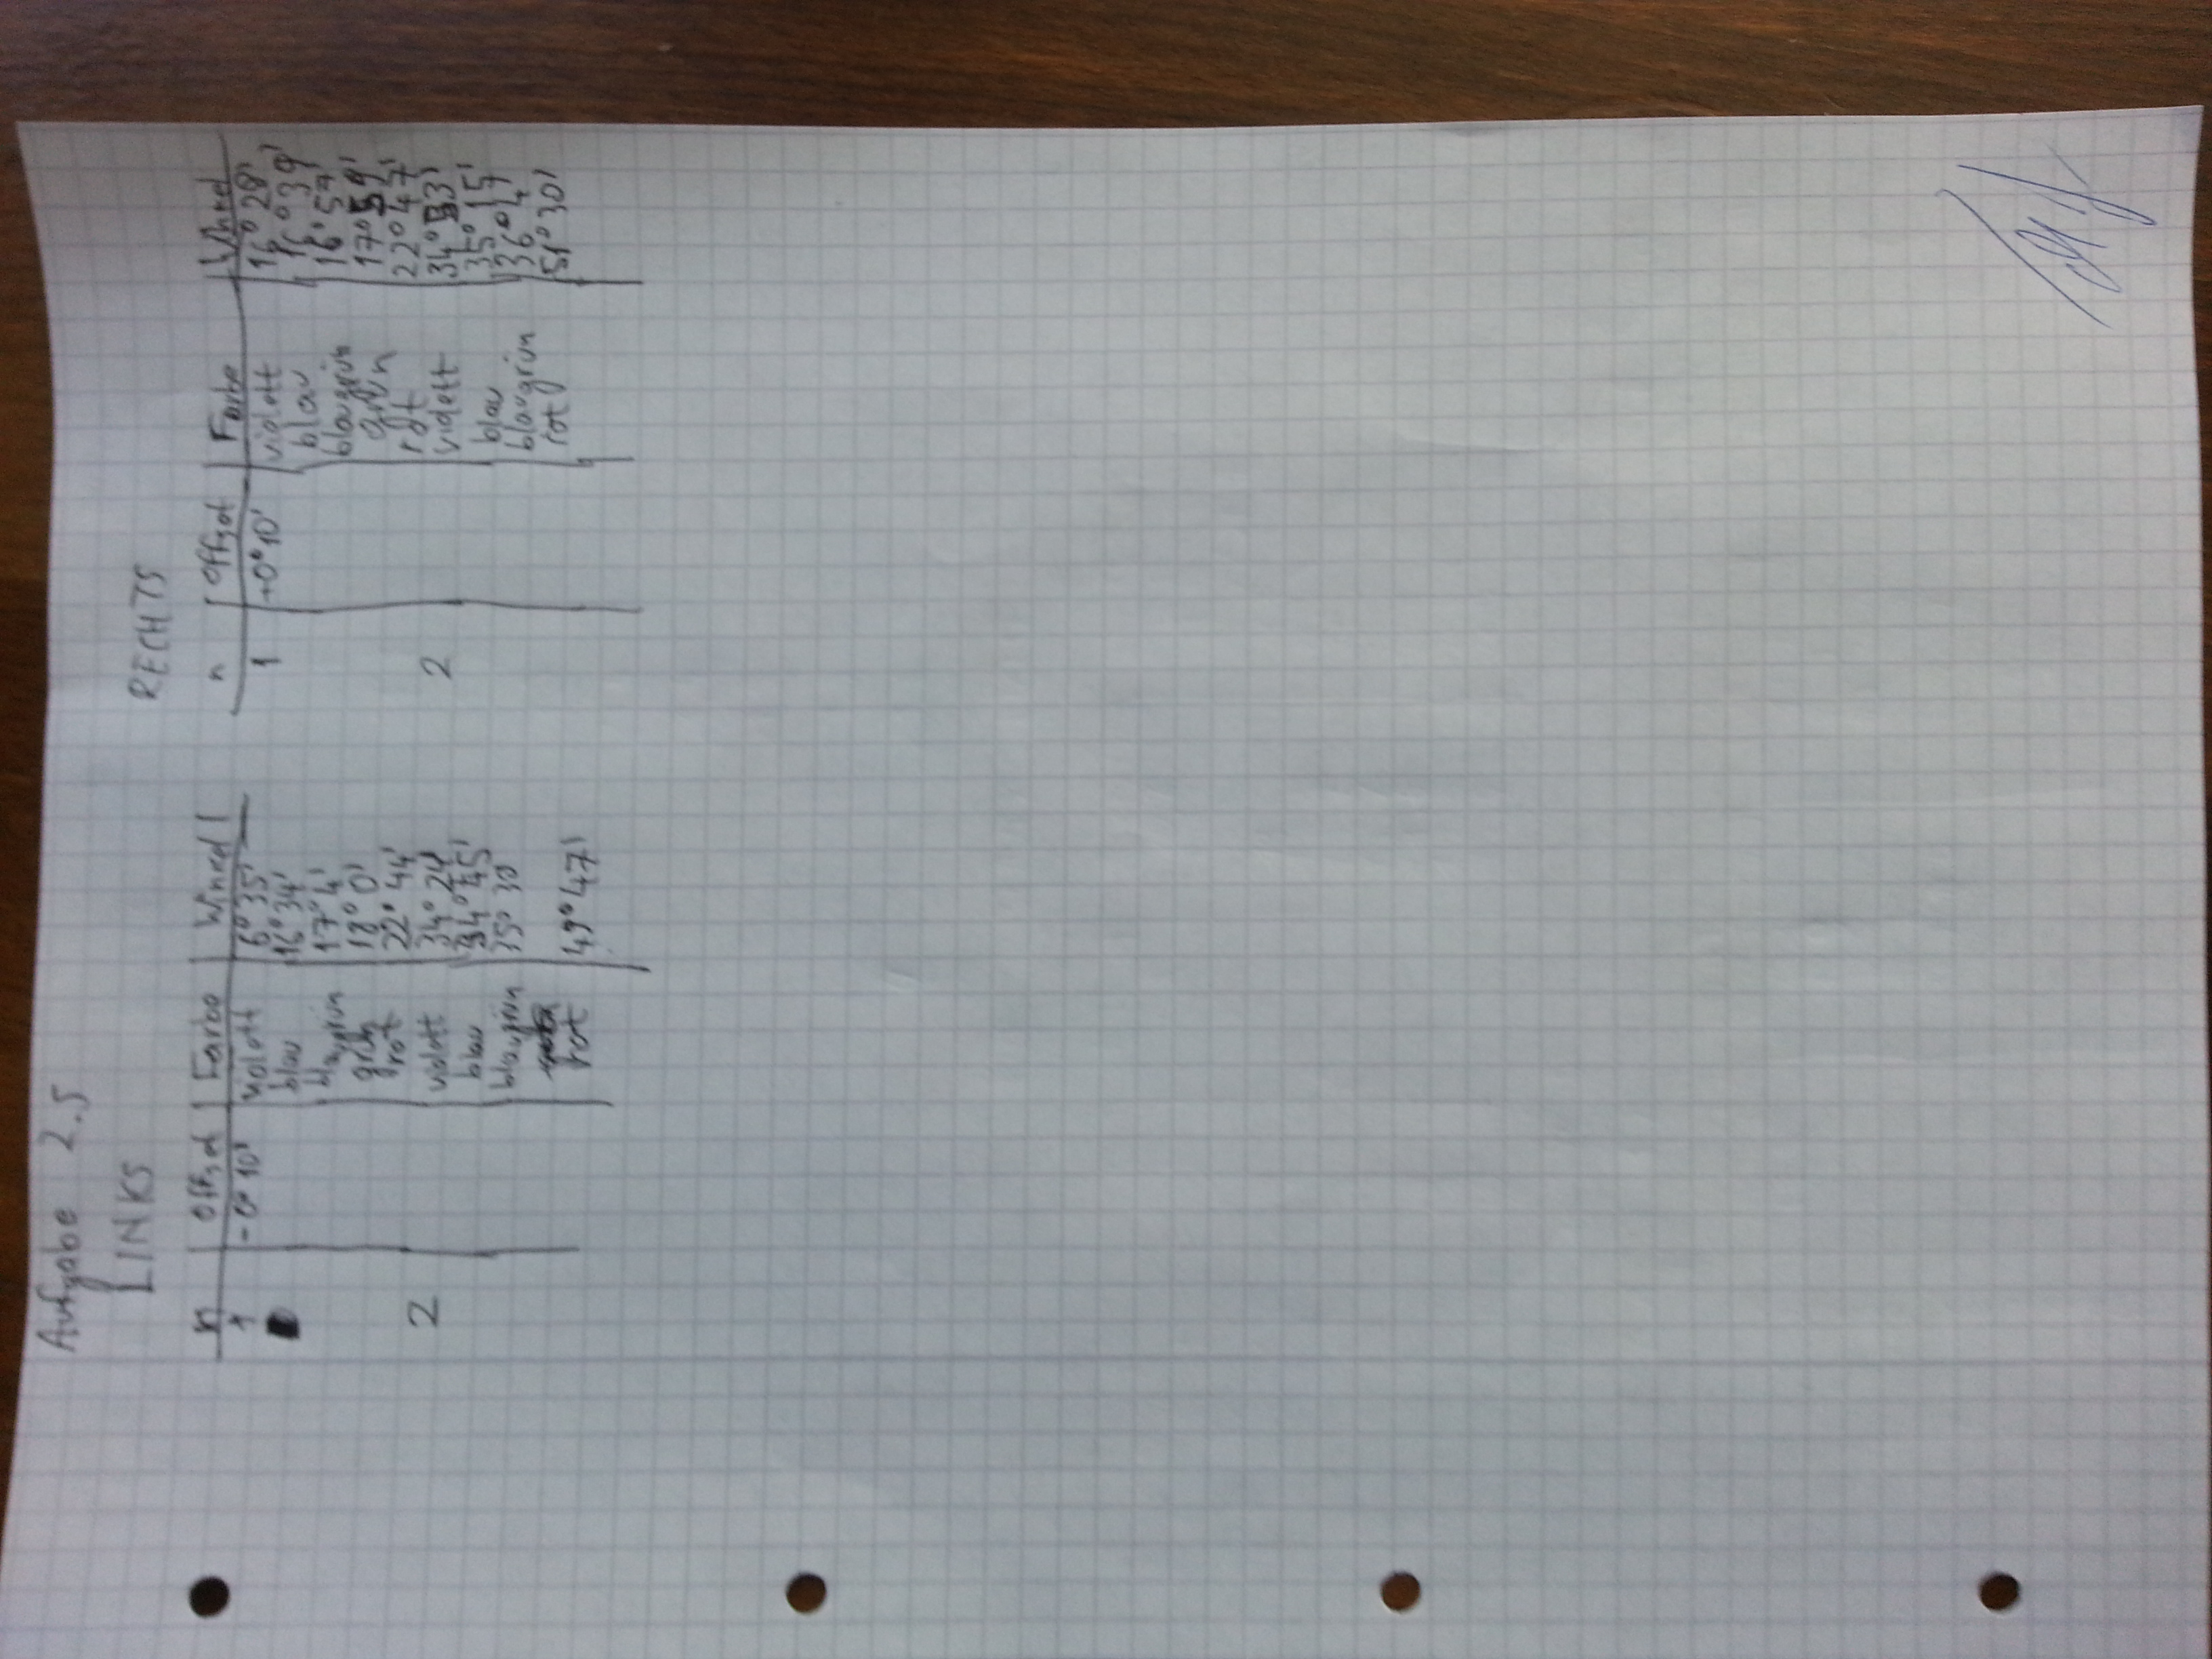 Aufgabe 2.5
LINKS RECHTS
n Offset Farbe Winkel n Offset Farbe Winkel
1 -0°10' violett 16°35' 1 +0°10' violett 16°28'
blau 16°34' blau 16°39'
blaugrün 17°4' blaugrün 16°59'
grün 18°0' grün 17°59'
rot 22°44' rot 22°47'
2 violett 34°24' 2 violett 34°33'
blau 34°45' blau 35°15'
blaugrün 35°30 blaugrün 36°4'
rot 49°47' rot 51°30'